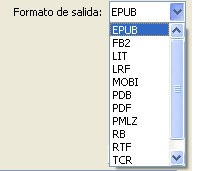 Formato de salida: EPUB
EPUB
FB2
LIT
LRF
MOBI
PDB
PDF
PMLZ
RB
RTF
TCR